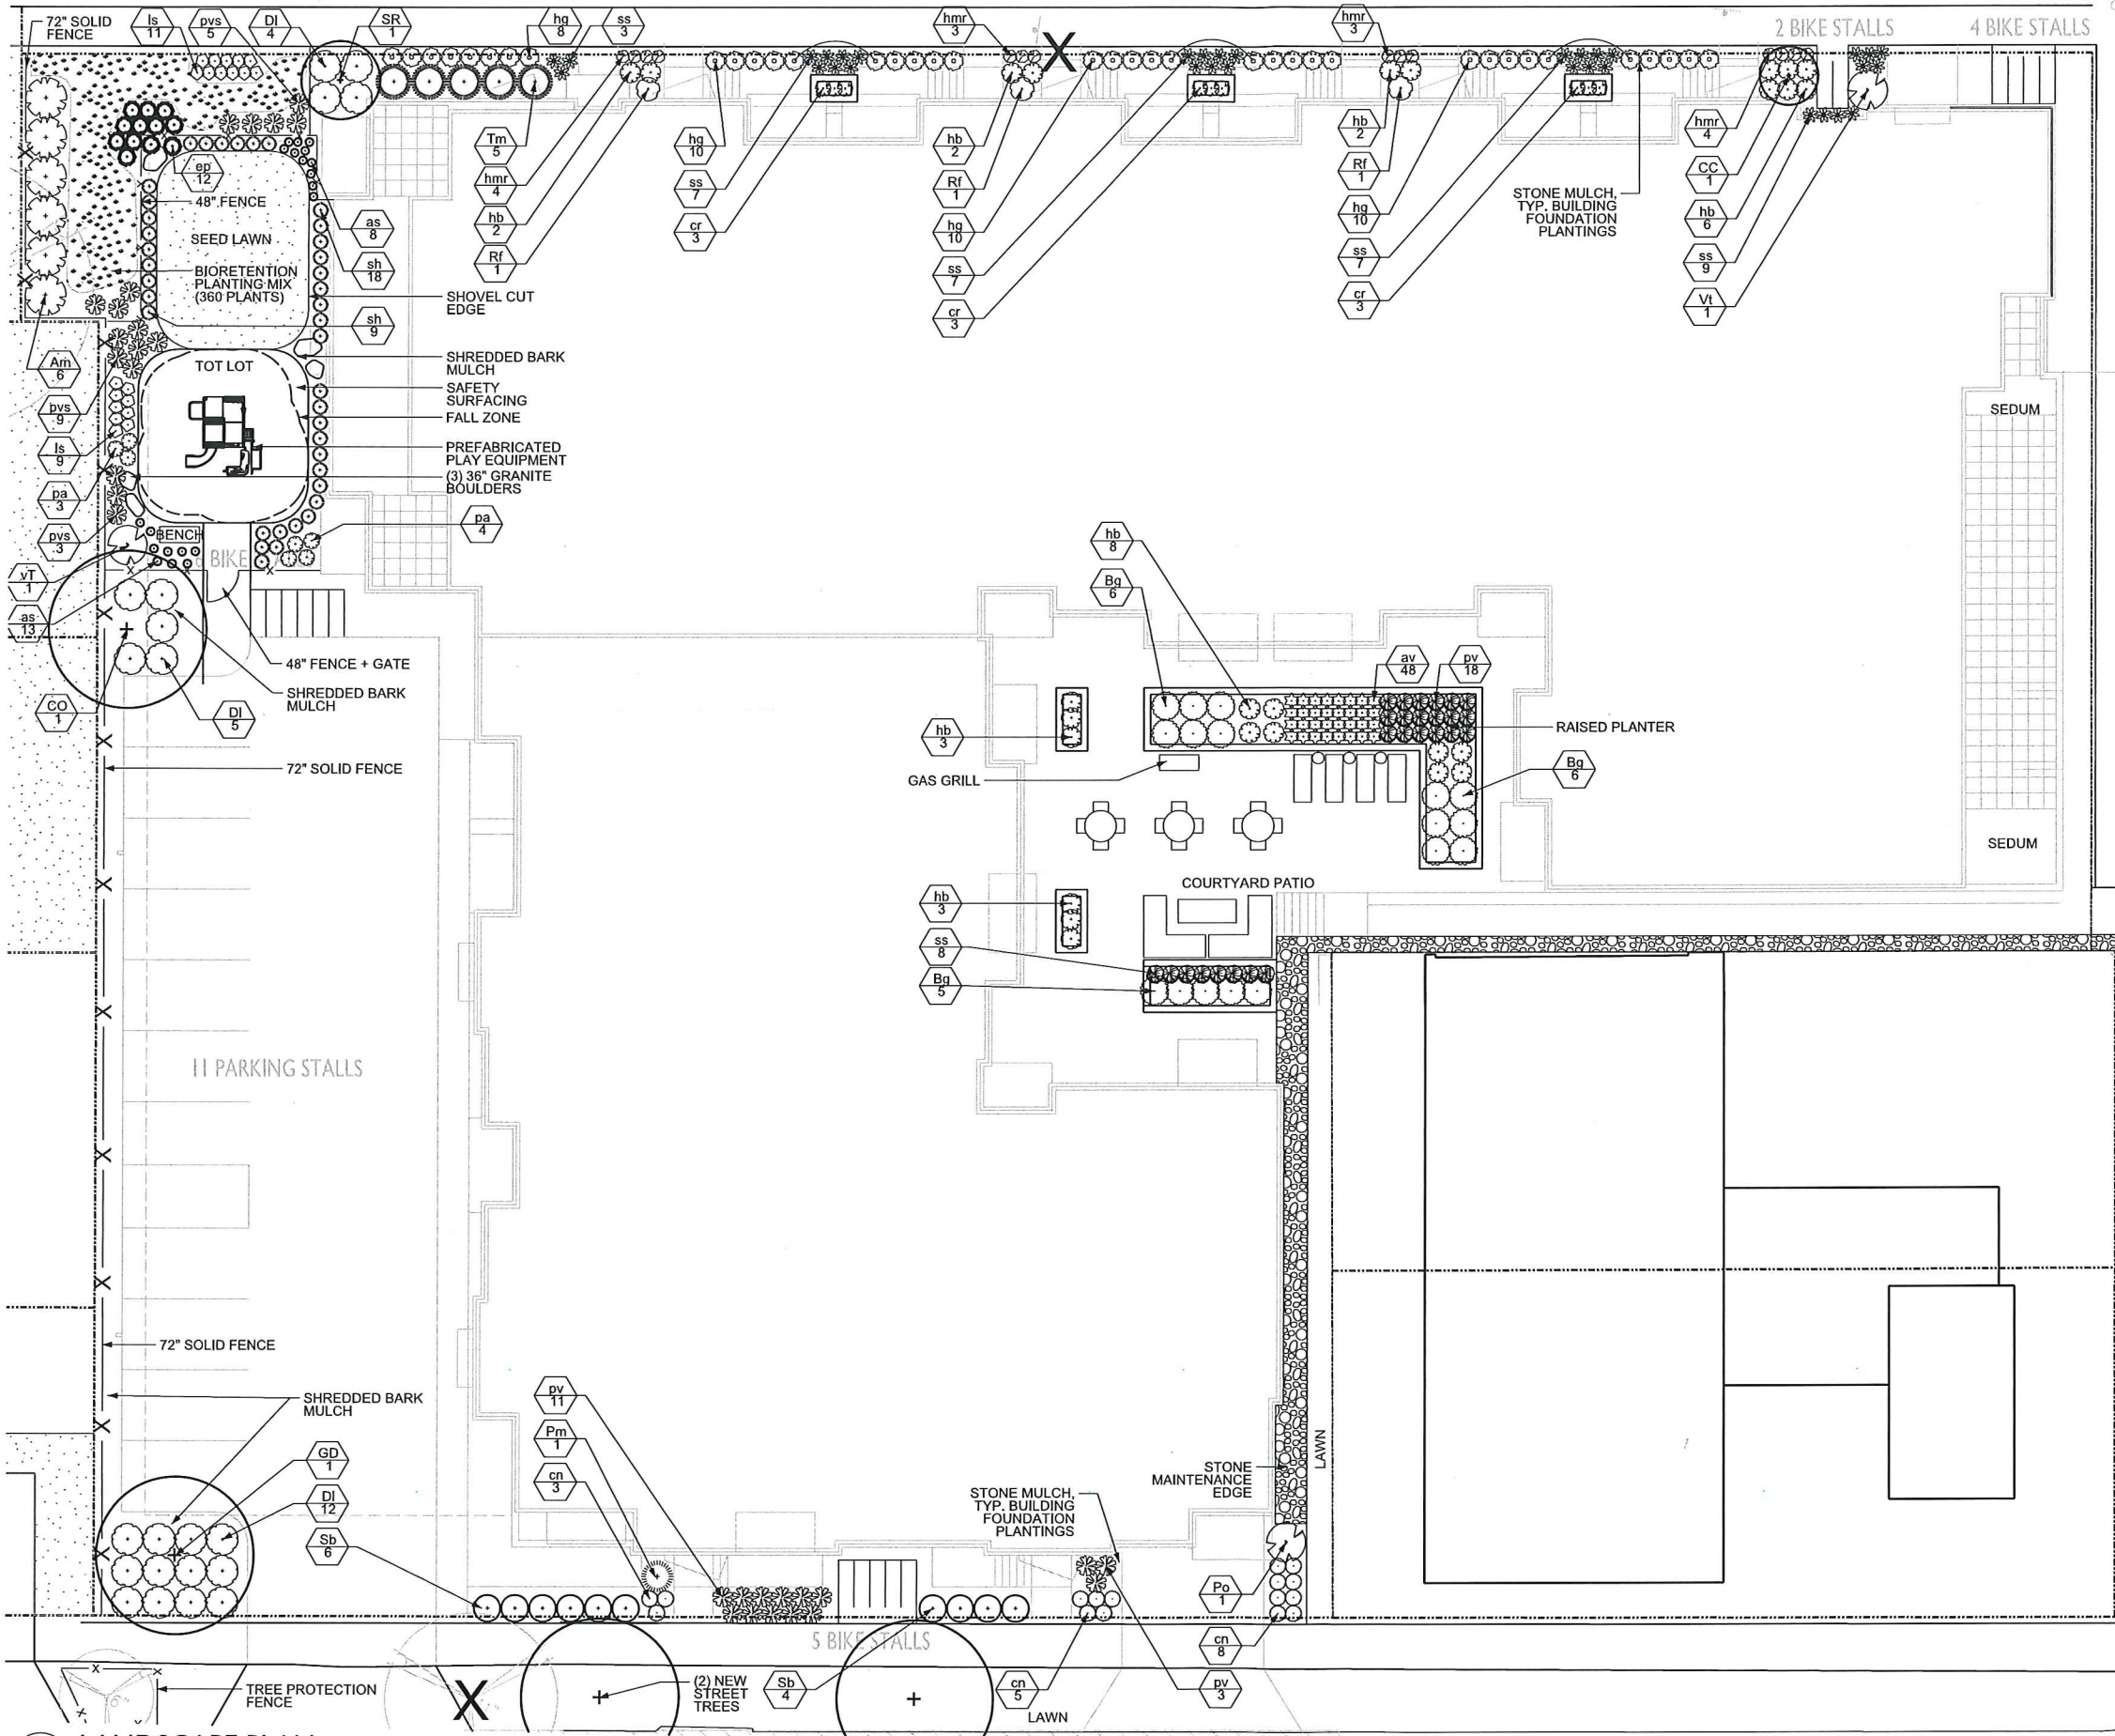 72" SOLID
FENCE
ls
11
pvs
5
DI
4
SR
1
hg
8
ss
3
hmr
3
hmr
3
2 BIKE STALLS
4 BIKE STALLS
Tm
5
hmr
4
hb
2
Rf
1
hg
10
ss
7
cr
3
hb
2
Rf
1
hg
10
ss
7
cr
3
hb
2
Rf
1
hg
10
ss
7
cr
3
STONE MULCH,
TYP. BUILDING
FOUNDATION
PLANTINGS
hmr
4
CC
1
hb
6
ss
9
Vt
1
ep
12
48" FENCE
SEED LAWN
BIORETENTION
PLANTING MIX
(360 PLANTS)
as
8
sh
18
SHOVEL CUT
EDGE
sh
9
SHREDDED BARK
MULCH
TOT LOT
SAFETY
SURFACING
FALL ZONE
PREFABRICATED
PLAY EQUIPMENT
(3) 36" GRANITE
BOULDERS
Am
6
pvs
9
ls
9
pa
3
pvs
3
pa
4
BENCH
BIKE
vT
1
as
13
48" FENCE + GATE
SHREDDED BARK
MULCH
CO
1
DI
5
72" SOLID FENCE
SEDUM
SEDUM
hb
8
Bg
6
av
48
pv
18
RAISED PLANTER
hb
3
GAS GRILL
Bg
6
COURTYARD PATIO
hb
3
ss
8
Bg
5
11 PARKING STALLS
72" SOLID FENCE
SHREDDED BARK
MULCH
GD
1
DI
12
Sb
6
pv
11
Pm
1
cn
3
STONE MULCH,
TYP. BUILDING
FOUNDATION
PLANTINGS
STONE
MAINTENANCE
EDGE
LAWN
Po
1
cn
8
5 BIKE STALLS
TREE PROTECTION
FENCE
6"
(2) NEW
STREET
TREES
Sb
4
cn
5
LAWN
pv
3